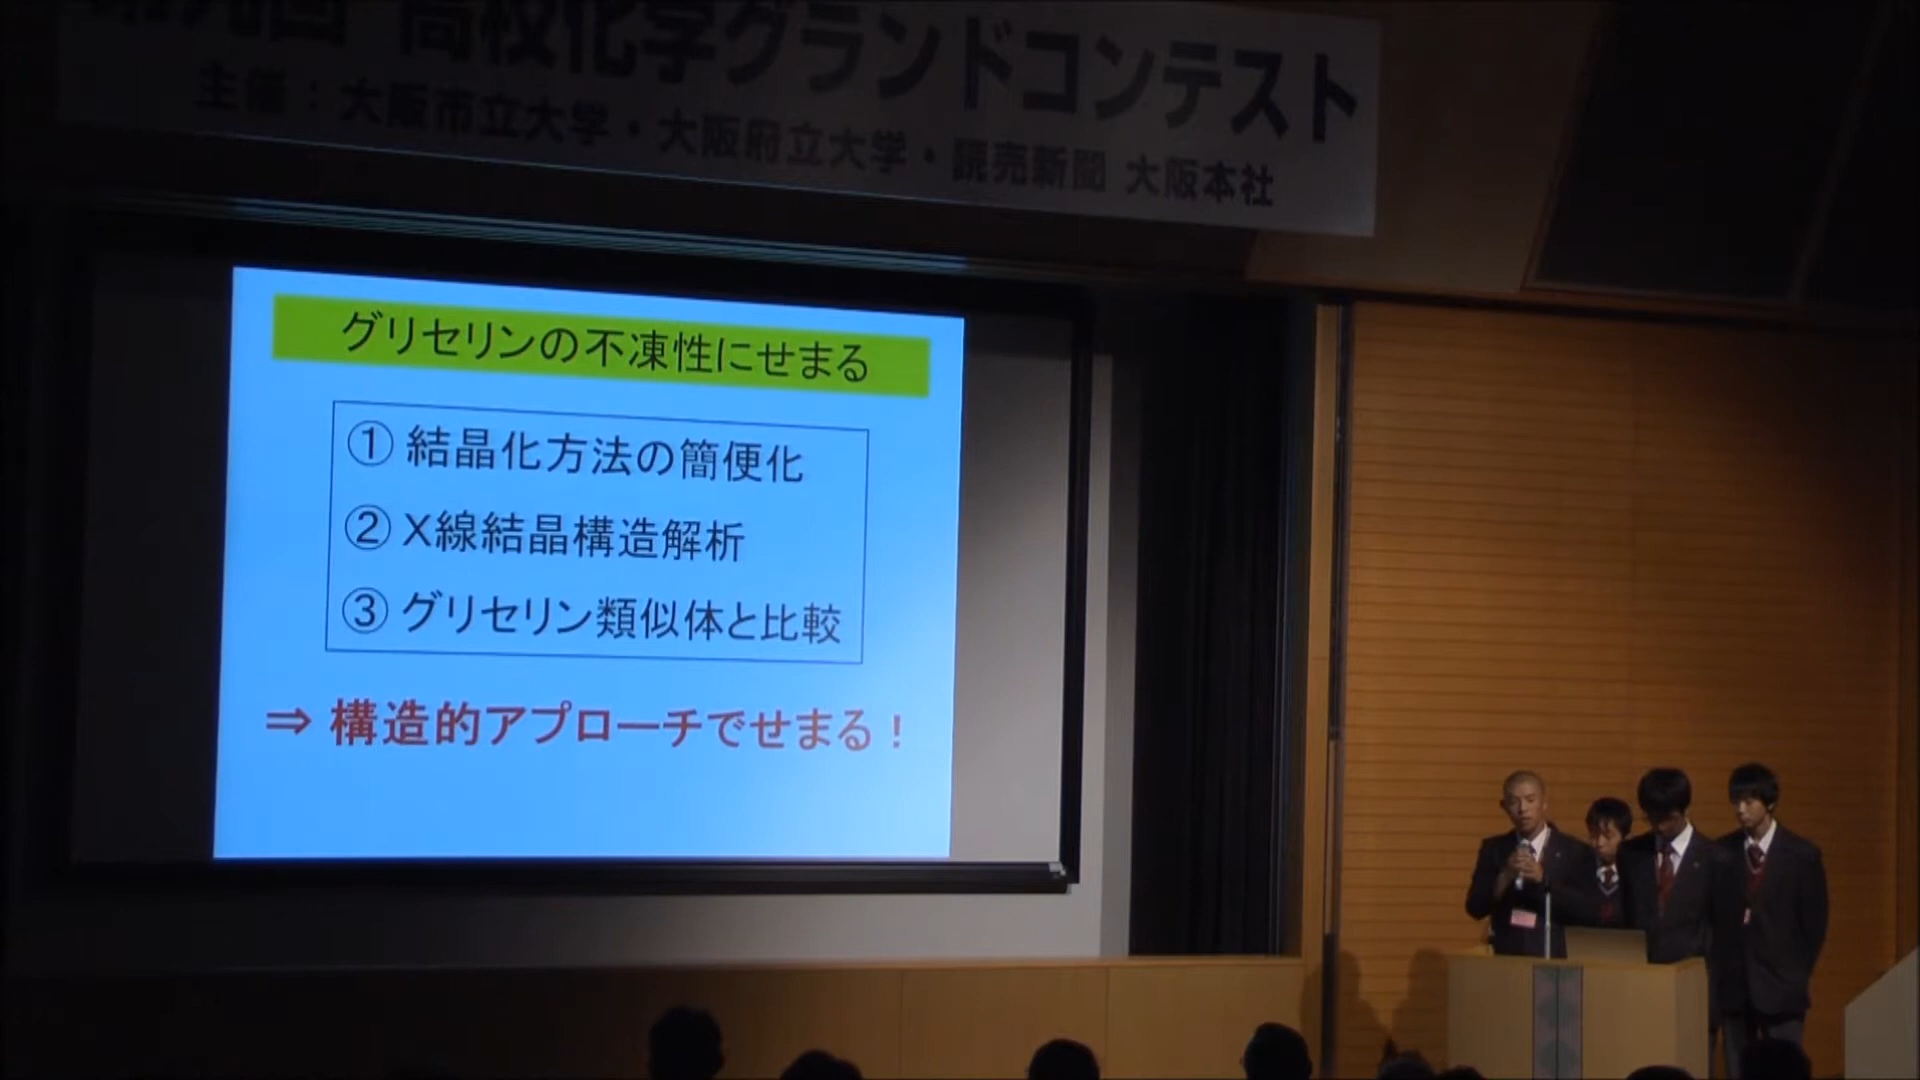 第九回 高校化学グランドコンテスト
主催：大阪市立大学・大阪府立大学・読売新聞 大阪本社
グリセリンの不凍性にせまる
① 結晶化方法の簡便化
② X線結晶構造解析
③ グリセリン類似体と比較
⇒ 構造的アプローチでせまる！